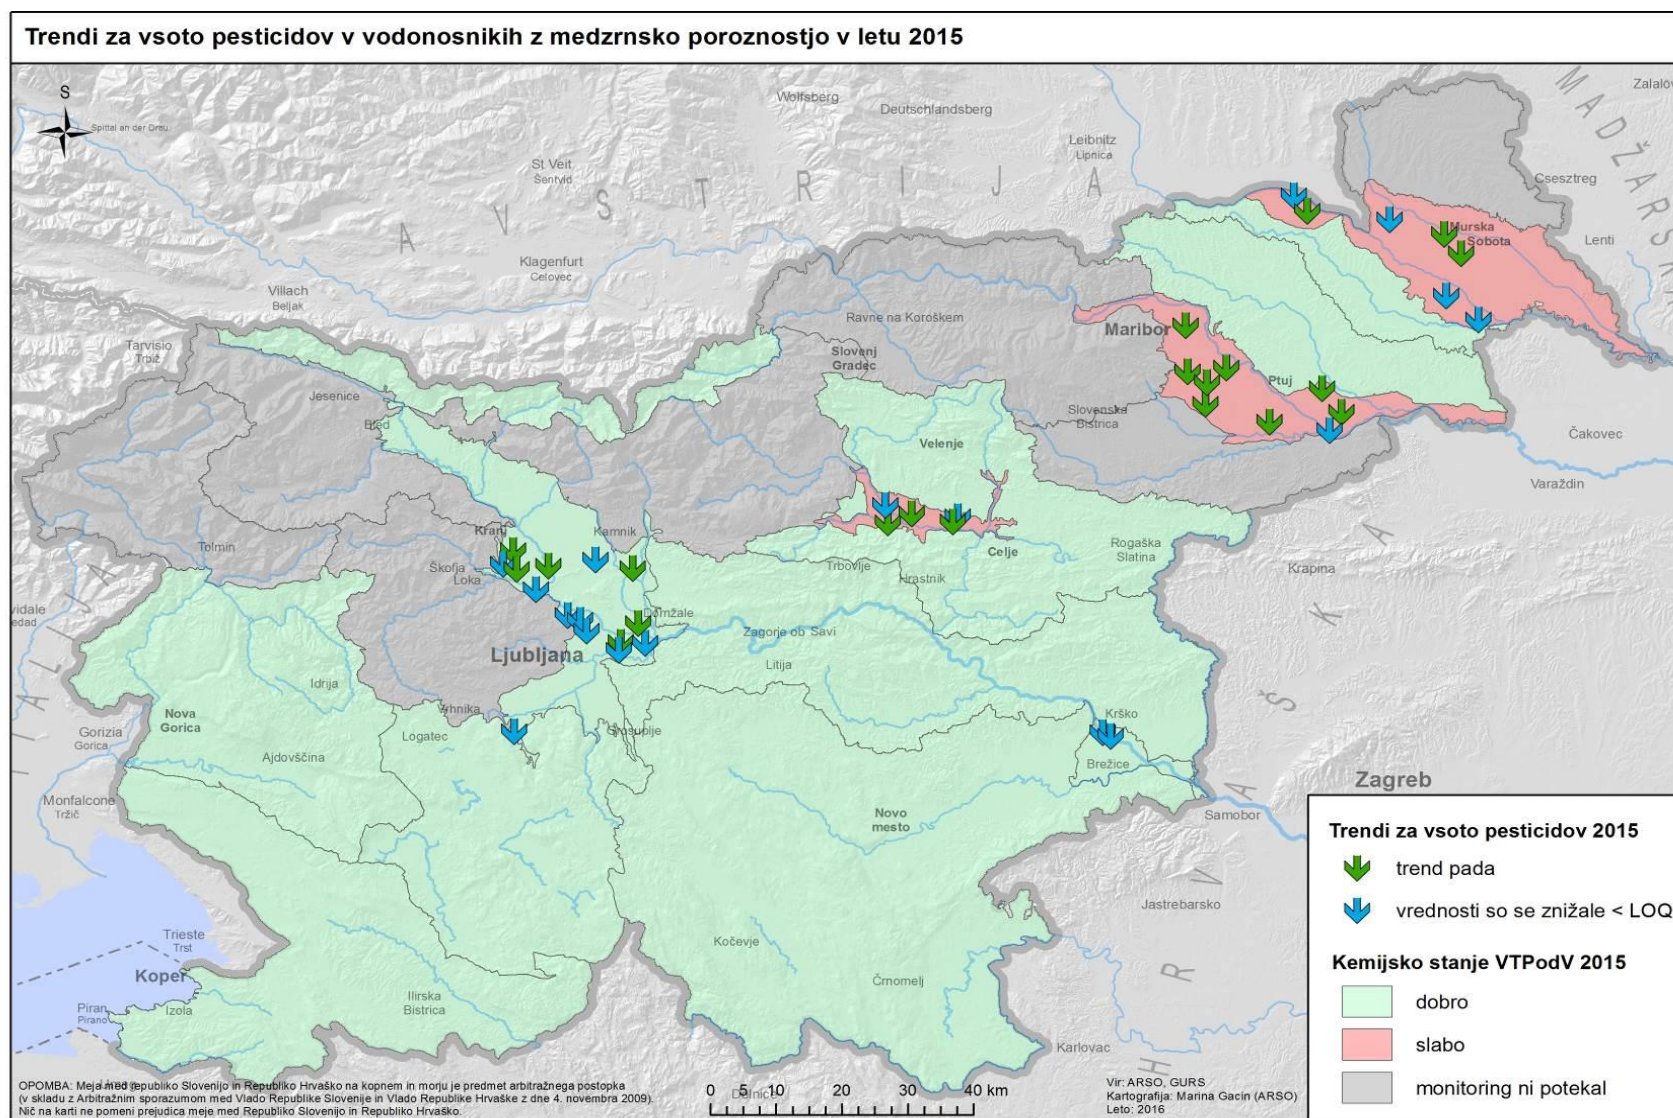 Trendi za vsoto pesticidov v vodonosnikih z medzrnsko poroznostjo v letu 2015
S
Spittal an der Drau
Wolfsberg
Deutschlandsberg
Leibnitz
Lipnica
St Veit
Šentvid
AVSTRIJA
MADŽARSK
Csesztreg
Lenti
Klagenfurt
Celovec
Villach
Beljak
Murska
Sobota
Ravne na Koroškem
Maribor
Tarvisio
Trbiž
Slovenj
Gradec
Ptuj
Jesenice
Slovenska
Bistrica
Bled
Čakovec
Velenje
Varaždin
Kranj
Kamnik
Tolmin
Škofja
Loka
Celje
Rogaška
Slatina
Trbovlje
Hrastnik
Krapina
Domžale
Zagorje ob Savi
Ljubljana
Litija
Idrija
Vrhnika
Nova
Gorica
Gorizia
Gorica
Logatec
Grosuplje
Krško
Ajdovščina
Brežice
Zagreb
Monfalcone
Tržič
Novo
mesto
Samobor
Jastrebarsko
Trieste
Trst
Kočevje
Koper
Črnomelj
Ilirska
Bistrica
Piran
Pirano
Izola
Karlovac
Delnice
Trendi za vsoto pesticidov 2015
trend pada
vrednosti so se znižale < LOQ
Kemijsko stanje VTPodV 2015
dobro
slabo
monitoring ni potekal
OPOMBA: Meja med Republiko Slovenijo in Republiko Hrvaško na kopnem in morju je predmet arbitražnega postopka
(v skladu z Arbitražnim sporazumom med Vlado Republike Slovenije in Vlado Republike Hrvaške z dne 4. novembra 2009).
Nič na karti ne pomeni prejudica meje med Republiko Slovenijo in Republiko Hrvaško.
0 5 10 20 30 40 km
Vir: ARSO, GURS
Kartografija: Marina Gacin (ARSO)
Leto: 2016